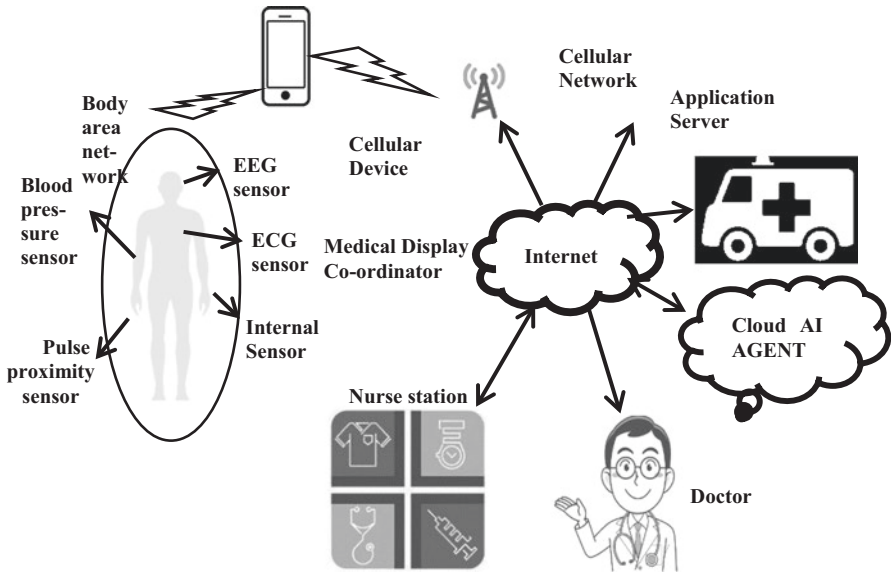 Cellular
Network
Application
Server
Body
area
net-
work
Cellular
Device
EEG
sensor
Blood
pres-
sure
sensor
ECG
sensor
Medical Display
Co-ordinator
Internet
Internal
Sensor
Cloud AI
AGENT
Pulse
proximity
sensor
Nurse station
Doctor